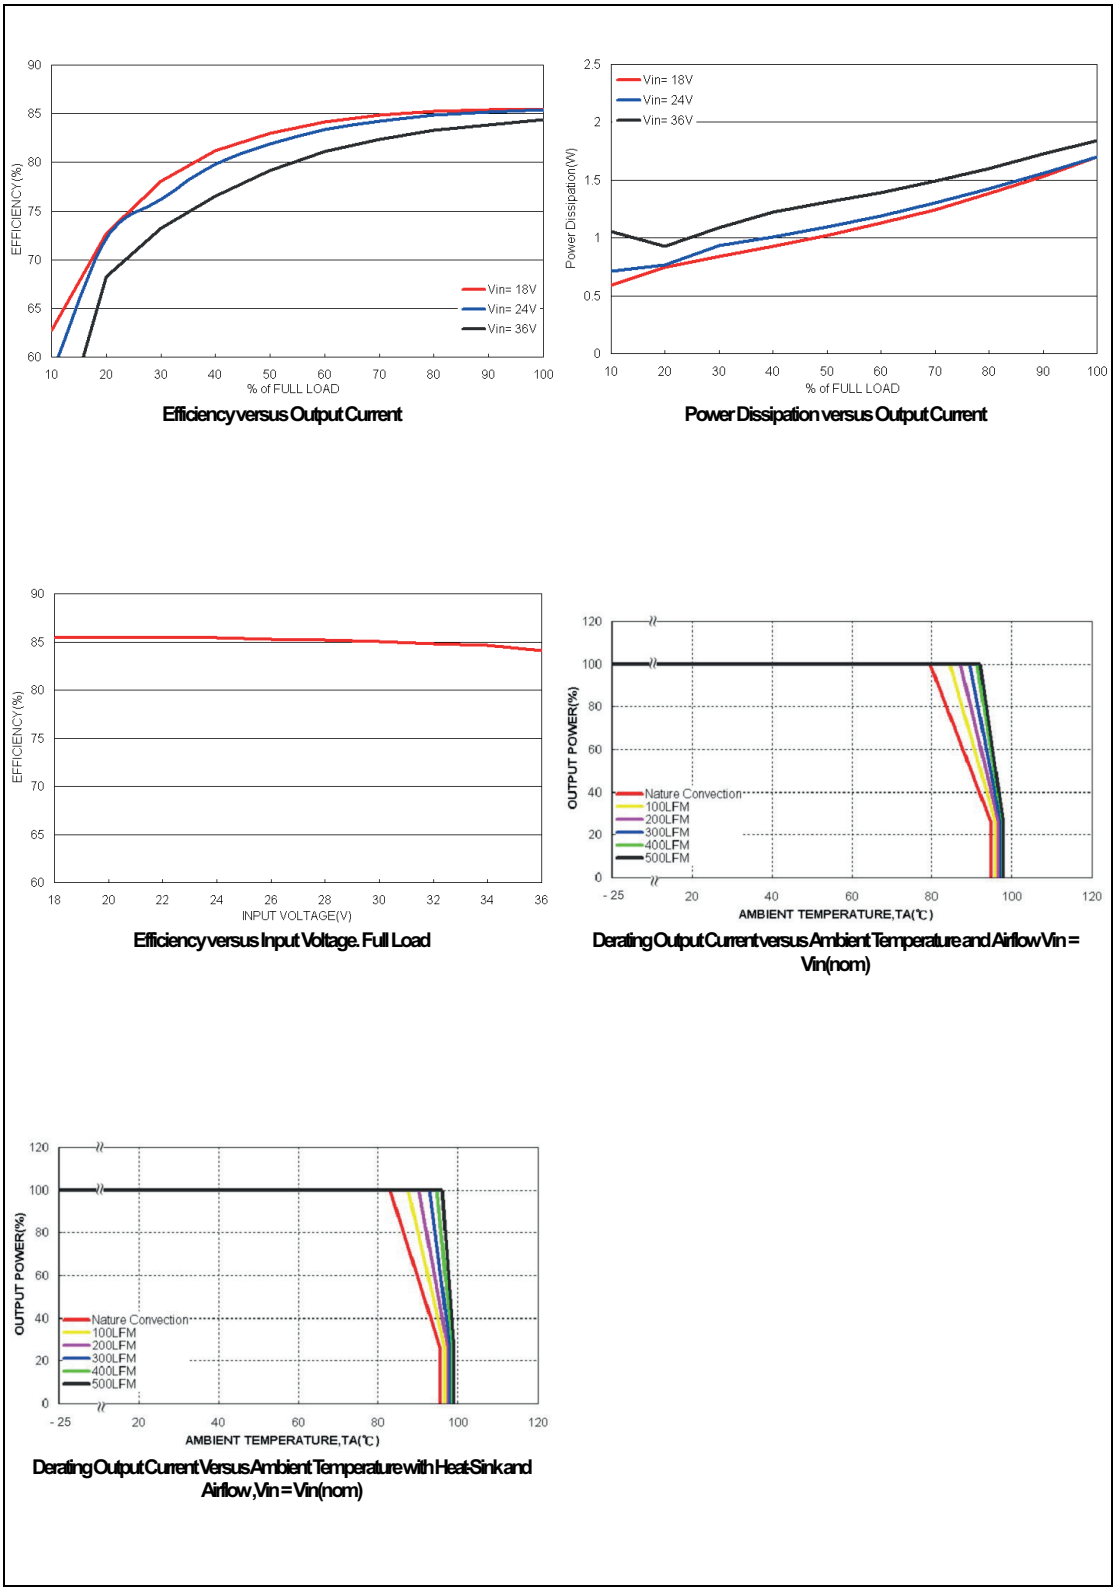 90
85
80
75
70
65
60
EFFICIENCY(%)
Vin= 18V
Vin= 24V
Vin= 36V
10 20 30 40 50 60 70 80 90 100
% of FULL LOAD
Efficiency versus Output Current
2.5
2
1.5
1
0.5
0
Power Dissipation(W)
Vin= 18V
Vin= 24V
Vin= 36V
10 20 30 40 50 60 70 80 90 100
% of FULL LOAD
Power Dissipation versus Output Current
90
85
80
75
70
65
60
EFFICIENCY(%)
18 20 22 24 26 28 30 32 34 36
INPUT VOLTAGE(V)
Efficiency versus Input Voltage. Full Load
120
100
80
60
40
20
0
OUTPUT POWER(%)
Nature Convection
100LFM
200LFM
300LFM
400LFM
500LFM
- 25 20 40 60 80 100 120
AMBIENT TEMPERATURE,TA(℃)
Derating Output Current versus Ambient Temperature and Airflow Vin =
Vin(nom)
120
100
80
60
40
20
0
OUTPUT POWER(%)
Nature Convection
100LFM
200LFM
300LFM
400LFM
500LFM
- 25 20 40 60 80 100 120
AMBIENT TEMPERATURE,TA(℃)
Derating Output Current Versus Ambient Temperature with Heat-Sink and
Airflow ,Vin = Vin(nom)